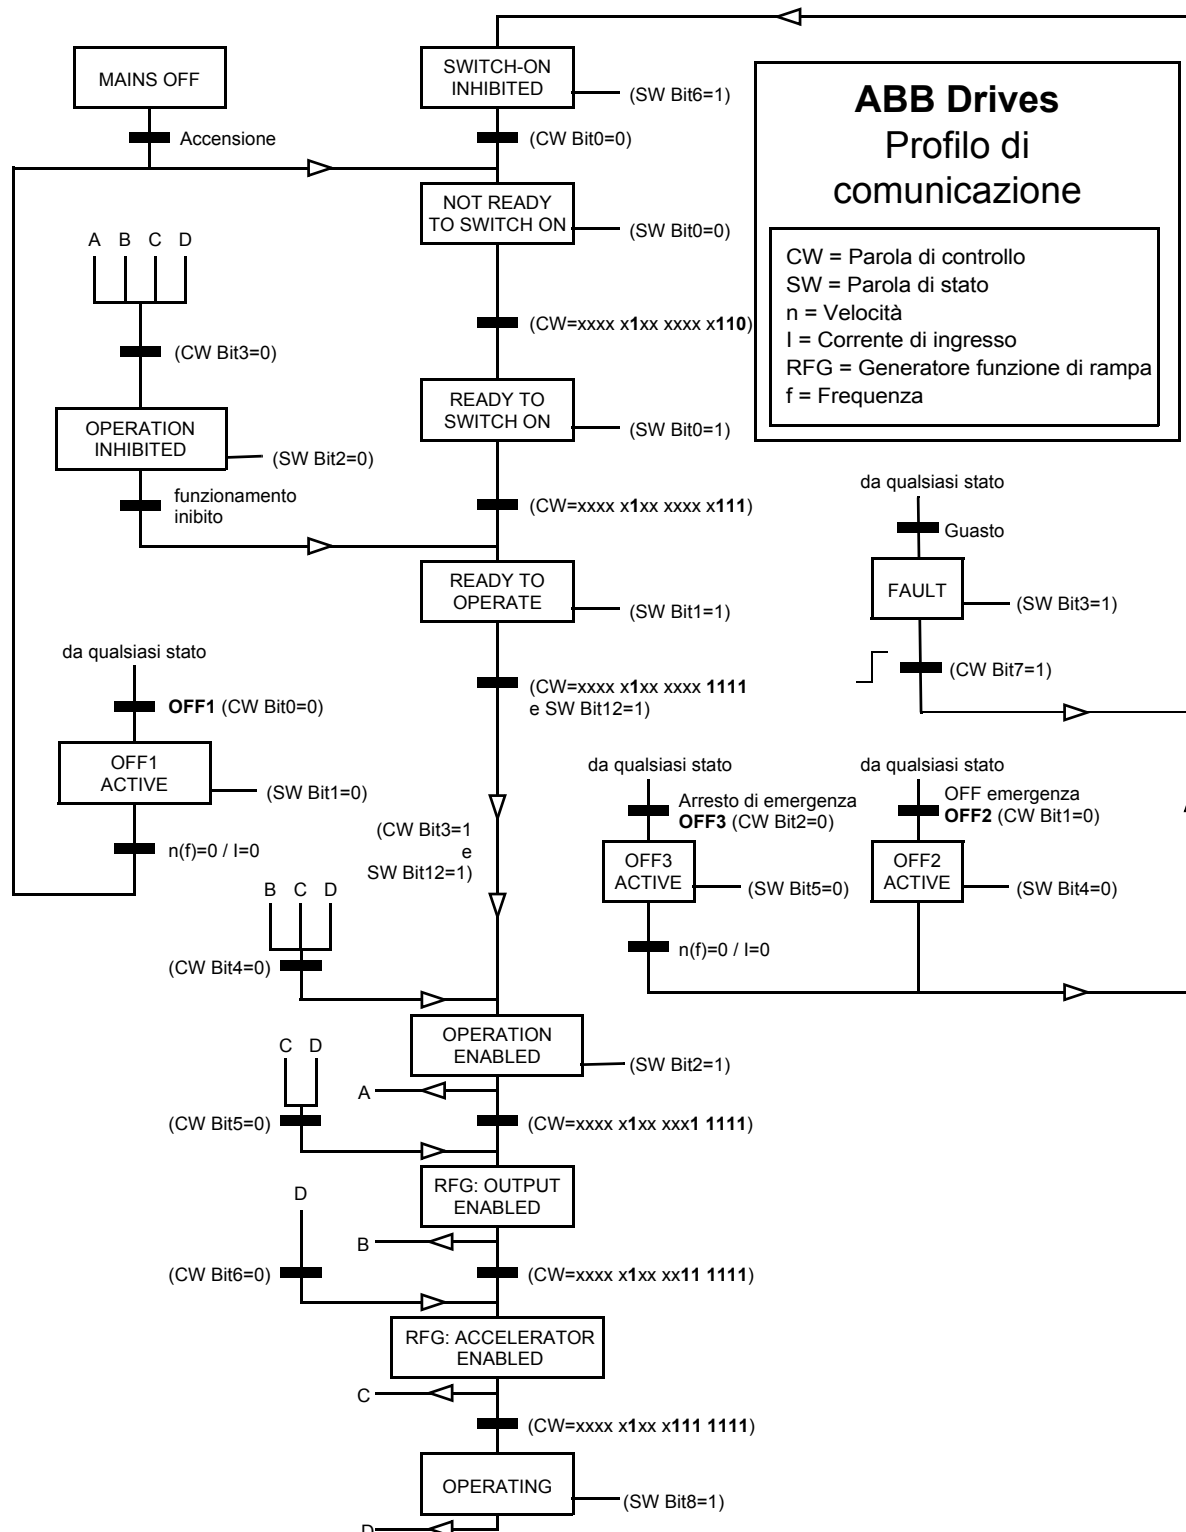 MAINS OFF
Accensione
SWITCH-ON
INHIBITED
(SW Bit6=1)
(CW Bit0=0)
ABB Drives
Profilo di
comunicazione
CW = Parola di controllo
SW = Parola di stato
n = Velocità
I = Corrente di ingresso
RFG = Generatore funzione di rampa
f = Frequenza
NOT READY
TO SWITCH ON
(SW Bit0=0)
A B C D
(CW Bit3=0)
(CW=xxxx x1xx xxxx x110)
OPERATION
INHIBITED
(SW Bit2=0)
READY TO
SWITCH ON
(SW Bit0=1)
funzionamento
inibito
(CW=xxxx x1xx xxxx x111)
da qualsiasi stato
Guasto
FAULT
(SW Bit3=1)
(CW Bit7=1)
READY TO
OPERATE
(SW Bit1=1)
da qualsiasi stato
OFF1 (CW Bit0=0)
OFF1
ACTIVE
(SW Bit1=0)
n(f)=0 / I=0
(CW=xxxx x1xx xxxx 1111
e SW Bit12=1)
da qualsiasi stato
Arresto di emergenza
OFF3 (CW Bit2=0)
OFF3
ACTIVE
(SW Bit5=0)
n(f)=0 / I=0
da qualsiasi stato
OFF emergenza
OFF2 (CW Bit1=0)
OFF2
ACTIVE
(SW Bit4=0)
(CW Bit3=1
e
SW Bit12=1)
B C D
(CW Bit4=0)
OPERATION
ENABLED
(SW Bit2=1)
A
C D
(CW Bit5=0)
(CW=xxxx x1xx xxx1 1111)
RFG: OUTPUT
ENABLED
D
B
(CW Bit6=0)
(CW=xxxx x1xx xx11 1111)
RFG: ACCELERATOR
ENABLED
C
(CW=xxxx x1xx x111 1111)
OPERATING
(SW Bit8=1)
D